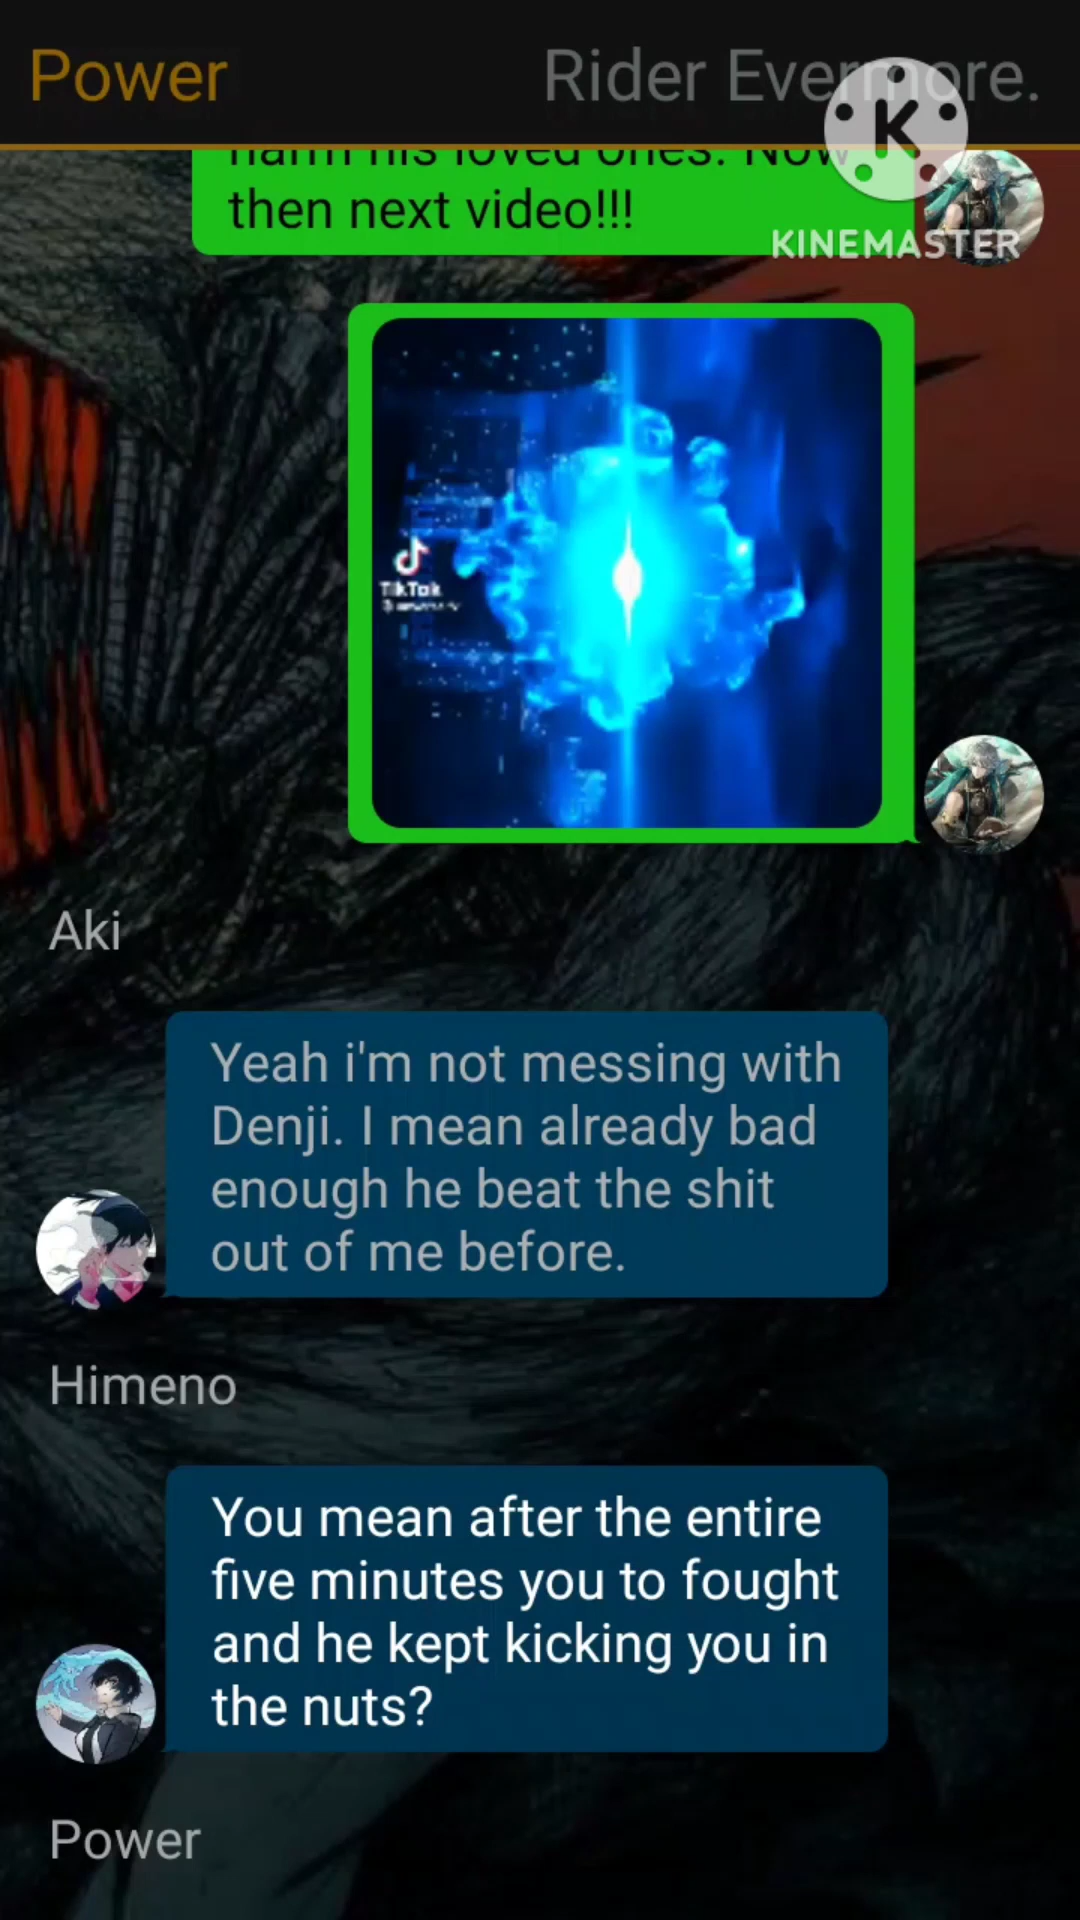 Power
Rider Evermore.
K
KINEMASTER
harm his loved ones. Now
then next video!!!
TikTok
Aki
Yeah i'm not messing with
Denji. I mean already bad
enough he beat the shit
out of me before.
Himeno
You mean after the entire
five minutes you to fought
and he kept kicking you in
the nuts?
Power